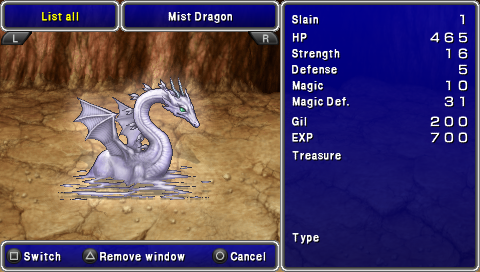 List all
Mist Dragon
L
R
Slain 1
HP 465
Strength 16
Defense 5
Magic 10
Magic Def. 31
Gil 200
EXP 700
Treasure
Type
□ Switch △ Remove window ○ Cancel